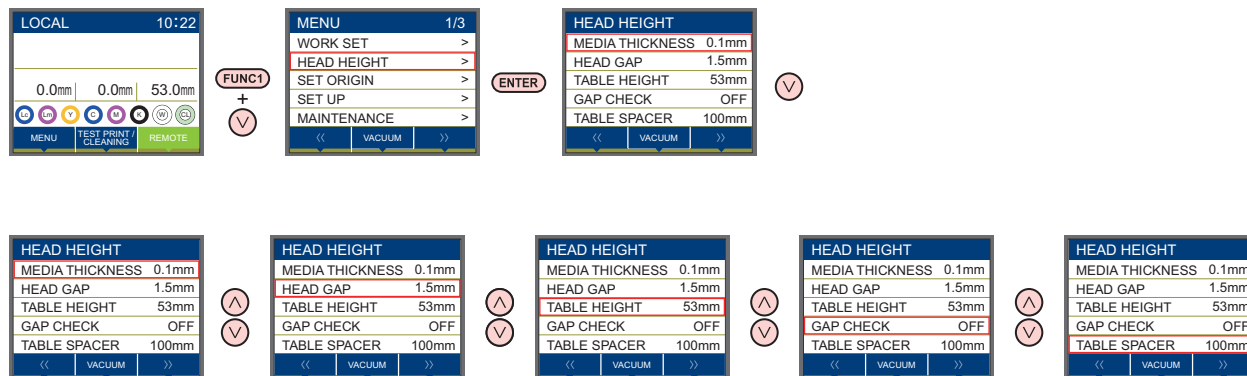 LOCAL 10:22
0.0mm 0.0mm 53.0mm
Lc Lm Y C M K W CL
MENU TEST PRINT / CLEANING REMOTE
FUNC1
+
MENU 1/3
WORK SET >
HEAD HEIGHT >
SET ORIGIN >
SET UP >
MAINTENANCE >
<< VACUUM >>
ENTER
HEAD HEIGHT
MEDIA THICKNESS 0.1mm
HEAD GAP 1.5mm
TABLE HEIGHT 53mm
GAP CHECK OFF
TABLE SPACER 100mm
<< VACUUM >>
HEAD HEIGHT
MEDIA THICKNESS 0.1mm
HEAD GAP 1.5mm
TABLE HEIGHT 53mm
GAP CHECK OFF
TABLE SPACER 100mm
<< VACUUM >>
HEAD HEIGHT
MEDIA THICKNESS 0.1mm
HEAD GAP 1.5mm
TABLE HEIGHT 53mm
GAP CHECK OFF
TABLE SPACER 100mm
<< VACUUM >>
HEAD HEIGHT
MEDIA THICKNESS 0.1mm
HEAD GAP 1.5mm
TABLE HEIGHT 53mm
GAP CHECK OFF
TABLE SPACER 100mm
<< VACUUM >>
HEAD HEIGHT
MEDIA THICKNESS 0.1mm
HEAD GAP 1.5mm
TABLE HEIGHT 53mm
GAP CHECK OFF
TABLE SPACER 100mm
<< VACUUM >>
HEAD HEIGHT
MEDIA THICKNESS 0.1mm
HEAD GAP 1.5mm
TABLE HEIGHT 53mm
GAP CHECK OFF
TABLE SPACER 100mm
<< VACUUM >>